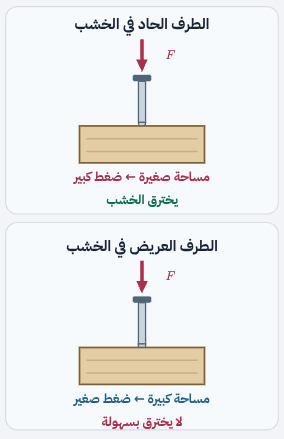 الطرف الحاد في الخشب
F
مساحة صغيرة ← ضغط كبير
يخترق الخشب
الطرف العريض في الخشب
F
مساحة كبيرة ← ضغط صغير
لا يخترق بسهولة